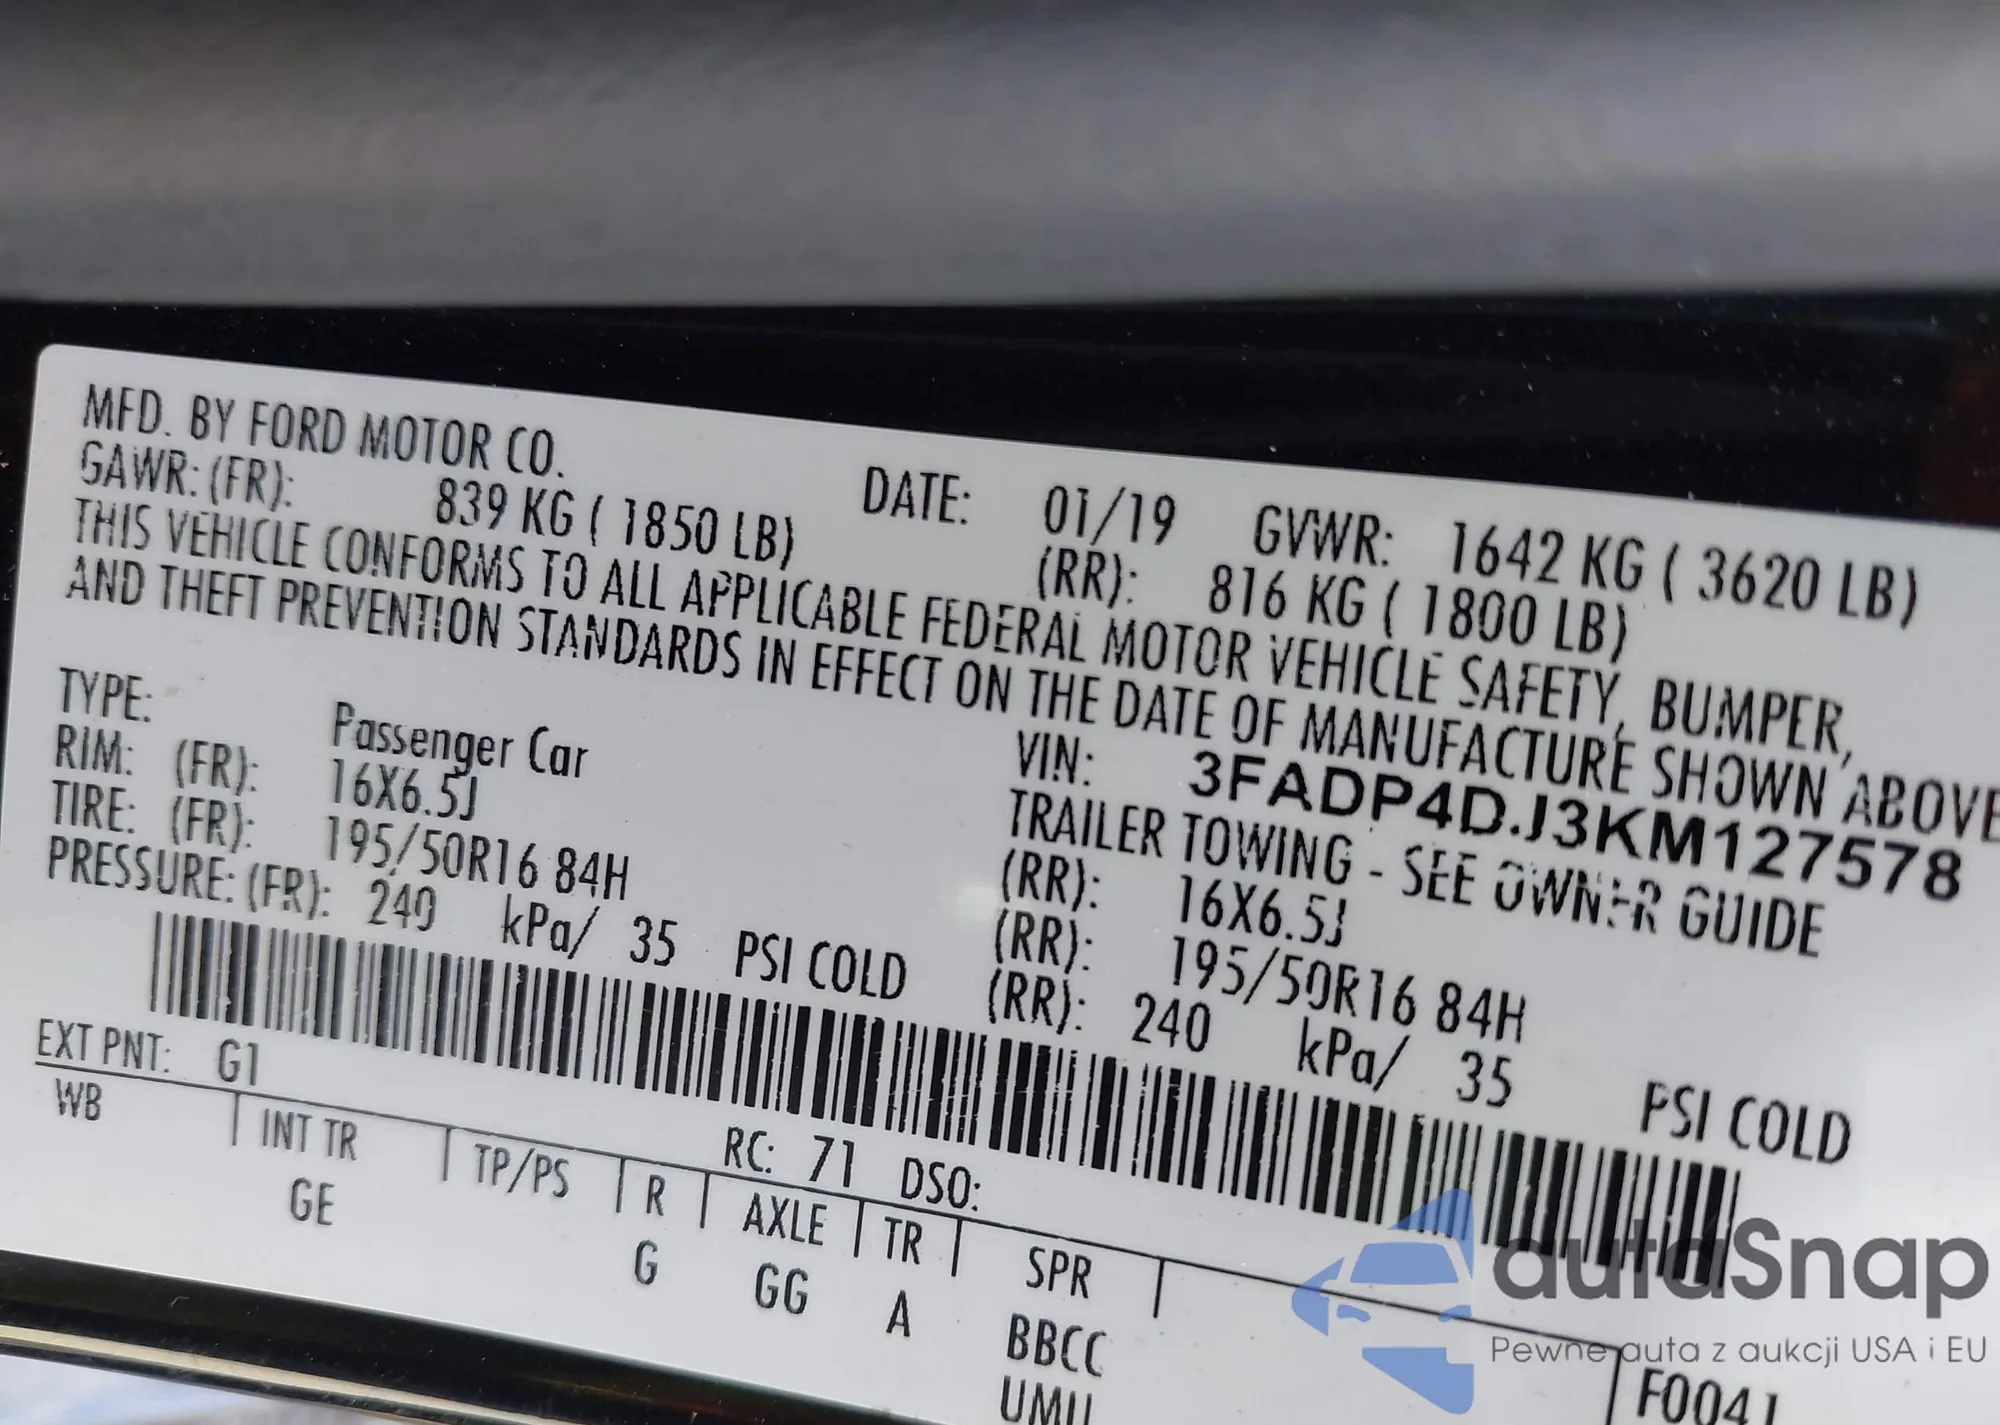 MFD. BY FORD MOTOR CO. DATE: 01/19 GVWR: 1642 KG ( 3620 LB)
GAWR: (FR): 839 KG ( 1850 LB) (RR): 816 KG ( 1800 LB)
THIS VEHICLE CONFORMS TO ALL APPLICABLE FEDERAL MOTOR VEHICLE SAFETY, BUMPER,
AND THEFT PREVENTION STANDARDS IN EFFECT ON THE DATE OF MANUFACTURE SHOWN ABOVE
VIN: 3FADP4DJ3KM127578
TYPE: Passenger Car TRAILER TOWING - SEE OWNER GUIDE
RIM: (FR): 16X6.5J (RR): 16X6.5J
TIRE: (FR): 195/50R16 84H (RR): 195/50R16 84H
PRESSURE: (FR): 240 kPa/ 35 PSI COLD (RR): 240 kPa/ 35 PSI COLD
EXT PNT: G1 RC: 71 DSO:
WB INT TR TP/PS R AXLE TR SPR
GE G GG A BBCC
UMU F004J
autaSnap
Pewne auta z aukcji USA i EU